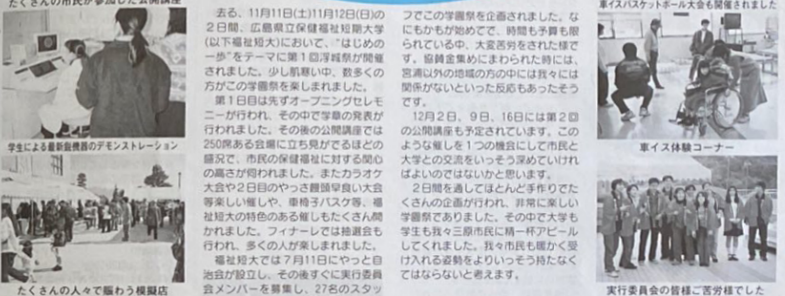 たくさんの市民が参加した公開講座
学生による最新鋭機器のデモンストレーション
たくさんの人々で賑わう模擬店
去る、11月11日(土)11月12日(日)の
2日間、広島県立保健福祉短期大学
(以下福祉短大)において、“はじめの
一歩”をテーマに第1回浮城祭が開催
されました。少し肌寒い中、数多くの
方がこの学園祭を楽しまれました。
第1日目は先ずオープニングセレモ
ニーが行われ、その中で学章の発表が
行われました。その後の公開講座では
250席ある会場に立ち見がでるほどの
盛況で、市民の保健福祉に対する関心
の高さが伺われました。またカラオケ
大会や2日目のやっさ饅頭早良い大会
等楽しい催しや、車椅子バスケ等、福
祉短大の特色のある催しもたくさん開
かれました。フィナーレでは抽選会も
行われ、多くの人が楽しまれました。
福祉短大では7月11日にやっと自
治会が設立し、その後すぐに実行委員
会メンバーを募集し、27名のスタッ
フでこの学園祭を企画されました。な
にもかもが始めてで、時間も予算も限
られている中、大変苦労をされた様で
す。協賛金集めにまわられた時には、
宮浦以外の地域の方の中には我々には
関係がないといった反応もあったそう
です。
12月2日、9日、16日には第2回
の公開講座も予定されています。この
ような催しを1つの機会にして市民と
大学との交流をいっそう深めていけれ
ばよいのではないかと思います。
2日間を通してほとんど手作りでた
くさんの企画が行われ、非常に楽しい
学園祭でありました。その中で大学も
学生も我々三原市民に精一杯アピール
してくれました。我々市民も暖かく受
け入れる姿勢をよりいっそう持たなく
てはならないと考えます。
車イスバスケットボール大会も開催されました
車イス体験コーナー
実行委員会の皆様ご苦労様でした